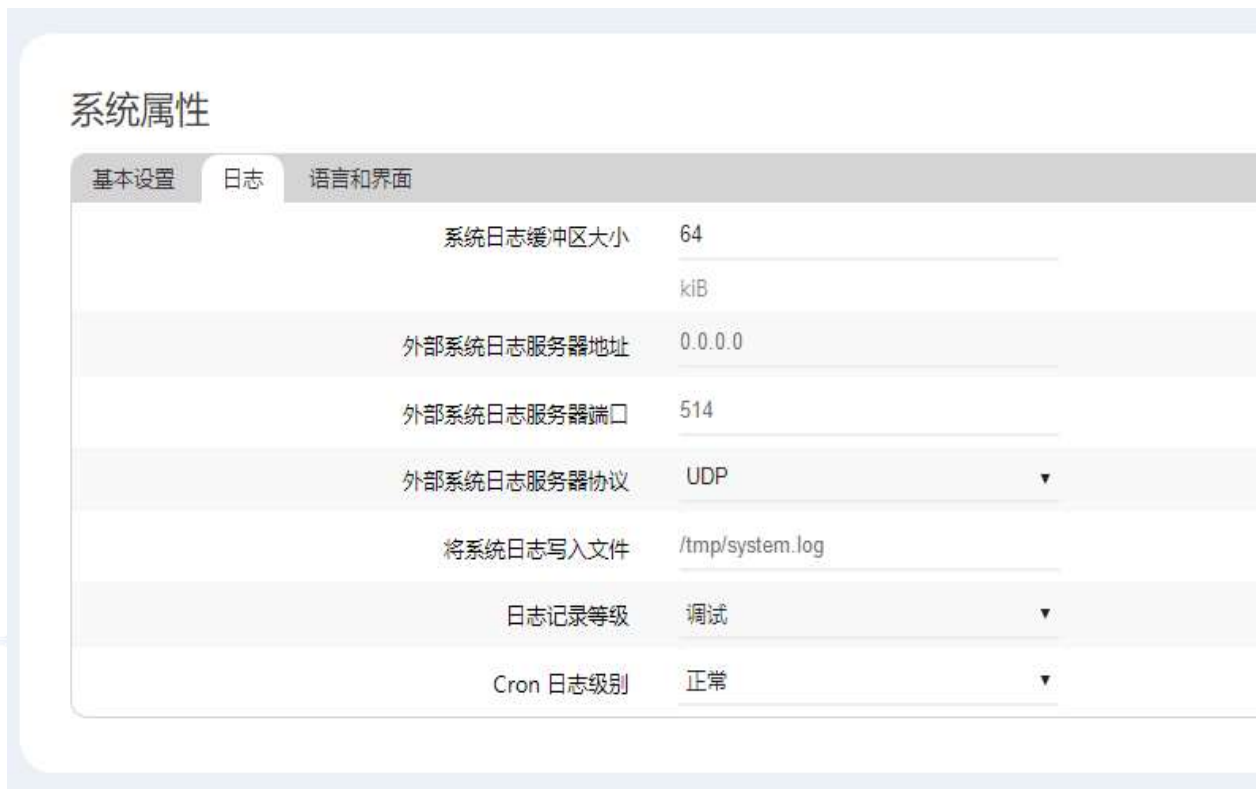 系统属性
基本设置 日志 语言和界面
系统日志缓冲区大小 64
kiB
外部系统日志服务器地址 0.0.0.0
外部系统日志服务器端口 514
外部系统日志服务器协议 UDP
将系统日志写入文件 /tmp/system.log
日志记录等级 调试
Cron 日志级别 正常